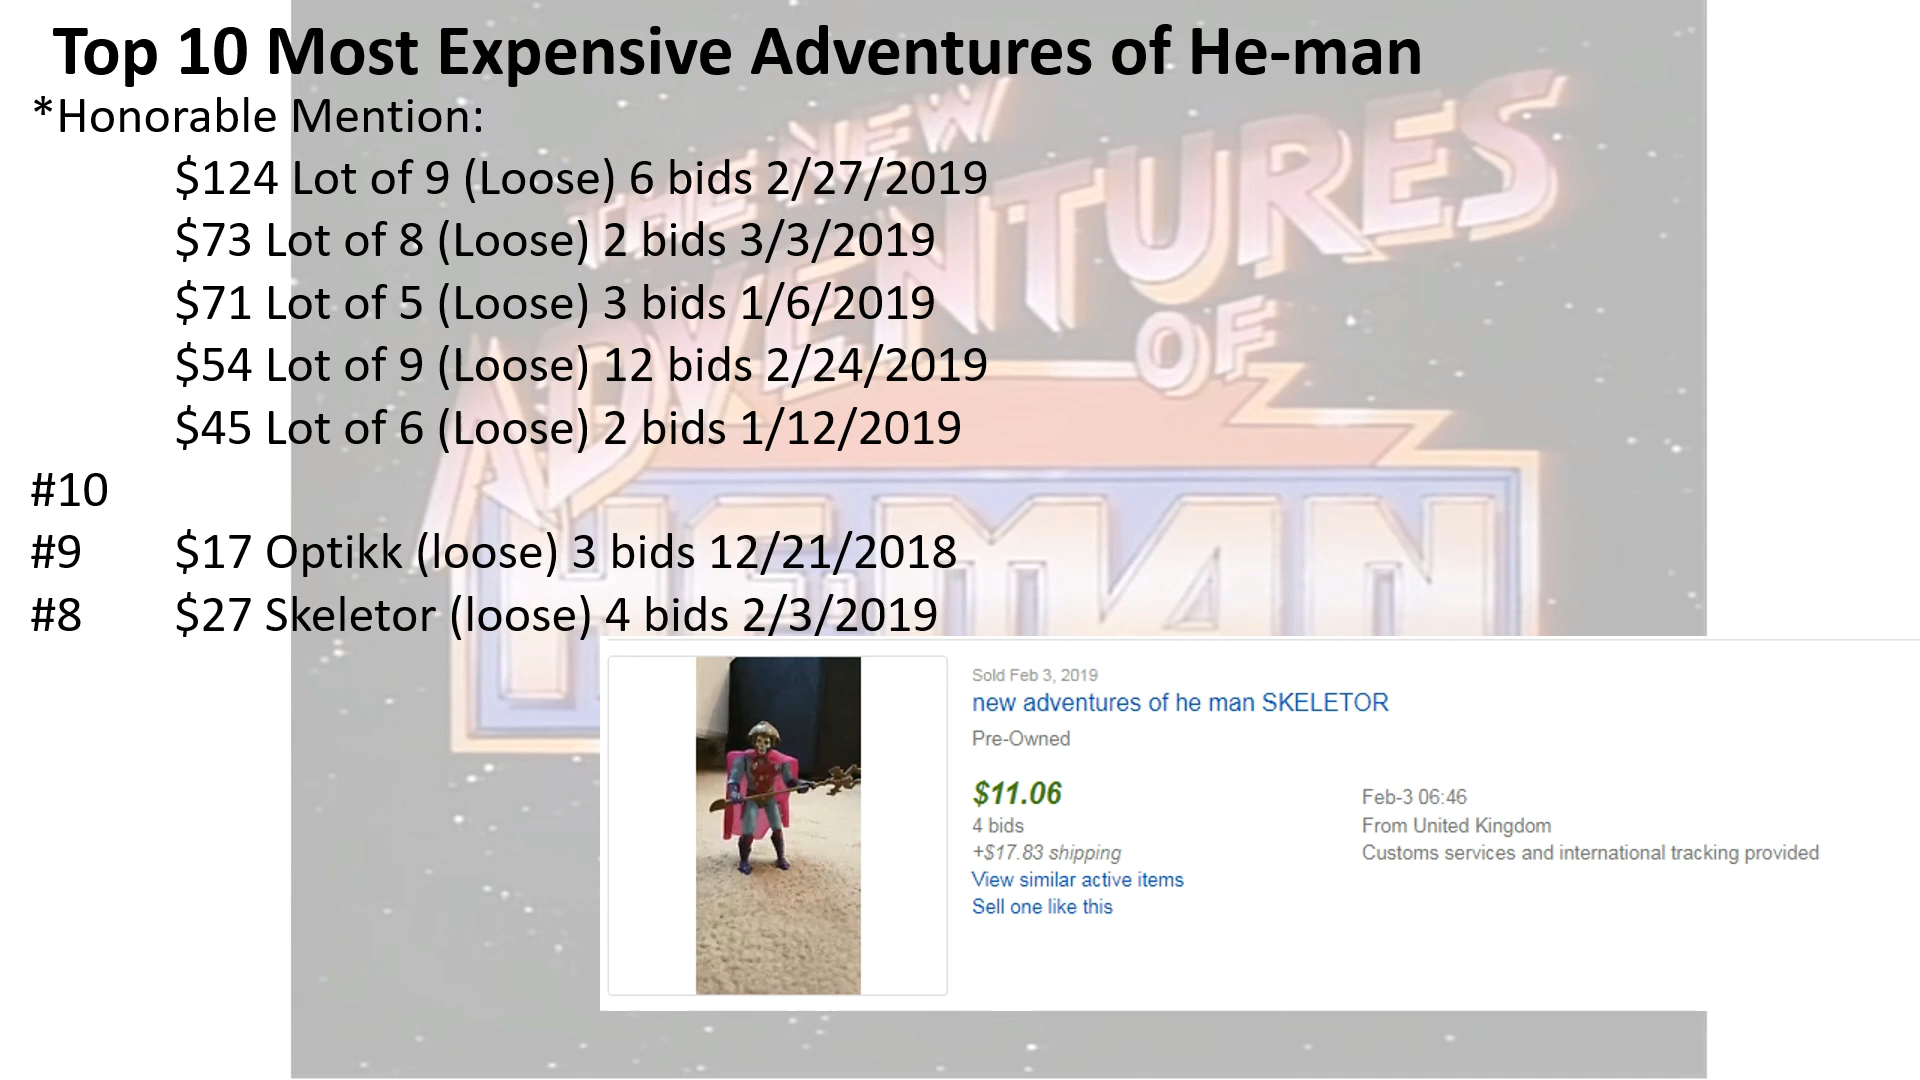 Top 10 Most Expensive Adventures of He-man
*Honorable Mention:
$124 Lot of 9 (Loose) 6 bids 2/27/2019
$73 Lot of 8 (Loose) 2 bids 3/3/2019
$71 Lot of 5 (Loose) 3 bids 1/6/2019
$54 Lot of 9 (Loose) 12 bids 2/24/2019
$45 Lot of 6 (Loose) 2 bids 1/12/2019
#10
#9 $17 Optikk (loose) 3 bids 12/21/2018
#8 $27 Skeletor (loose) 4 bids 2/3/2019
THE NEW
ADVENTURES
OF
HE-MAN
Sold Feb 3, 2019
new adventures of he man SKELETOR
Pre-Owned
$11.06
4 bids
+$17.83 shipping
View similar active items
Sell one like this
Feb-3 06:46
From United Kingdom
Customs services and international tracking provided